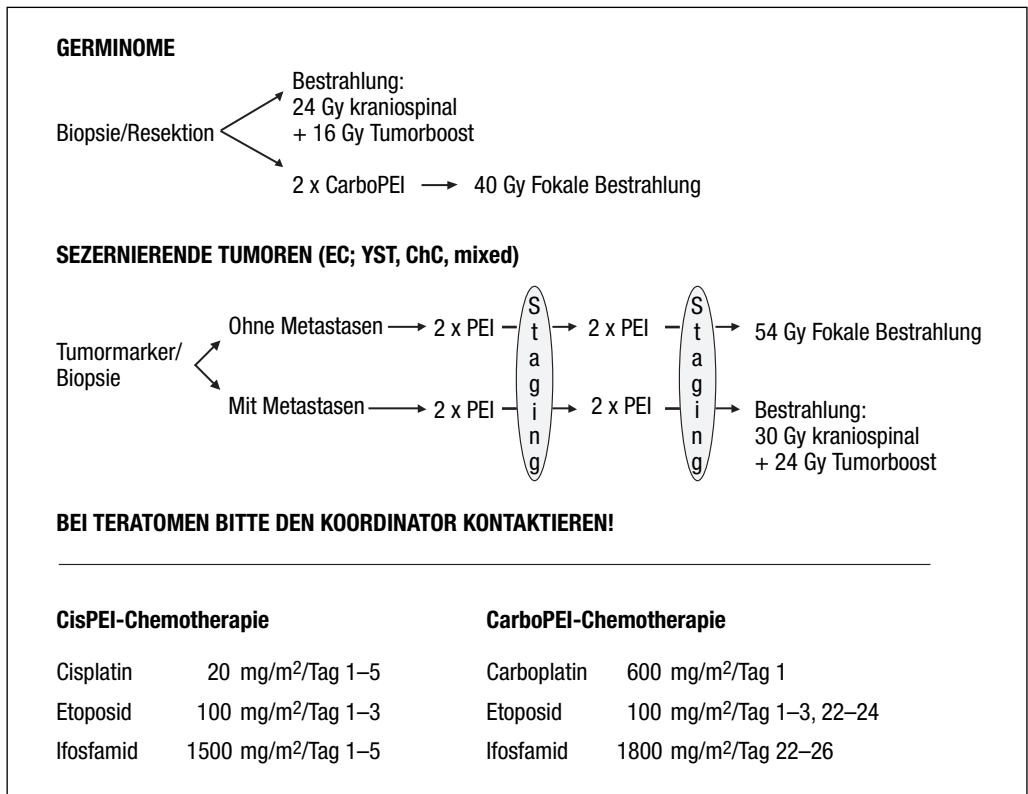 GERMINOME
Biopsie/Resektion
Bestrahlung:
24 Gy kraniospinal
+ 16 Gy Tumorboost
2 x CarboPEI
40 Gy Fokale Bestrahlung
SEZERNIERENDE TUMOREN (EC; YST, ChC, mixed)
Tumormarker/
Biopsie
Ohne Metastasen
2 x PEI
Staging
2 x PEI
Staging
54 Gy Fokale Bestrahlung
Mit Metastasen
2 x PEI
2 x PEI
Bestrahlung:
30 Gy kraniospinal
+ 24 Gy Tumorboost
BEI TERATOMEN BITTE DEN KOORDINATOR KONTAKTIEREN!
CisPEI-Chemotherapie
Cisplatin 20 mg/m²/Tag 1–5
Etoposid 100 mg/m²/Tag 1–3
Ifosfamid 1500 mg/m²/Tag 1–5
CarboPEI-Chemotherapie
Carboplatin 600 mg/m²/Tag 1
Etoposid 100 mg/m²/Tag 1–3, 22–24
Ifosfamid 1800 mg/m²/Tag 22–26